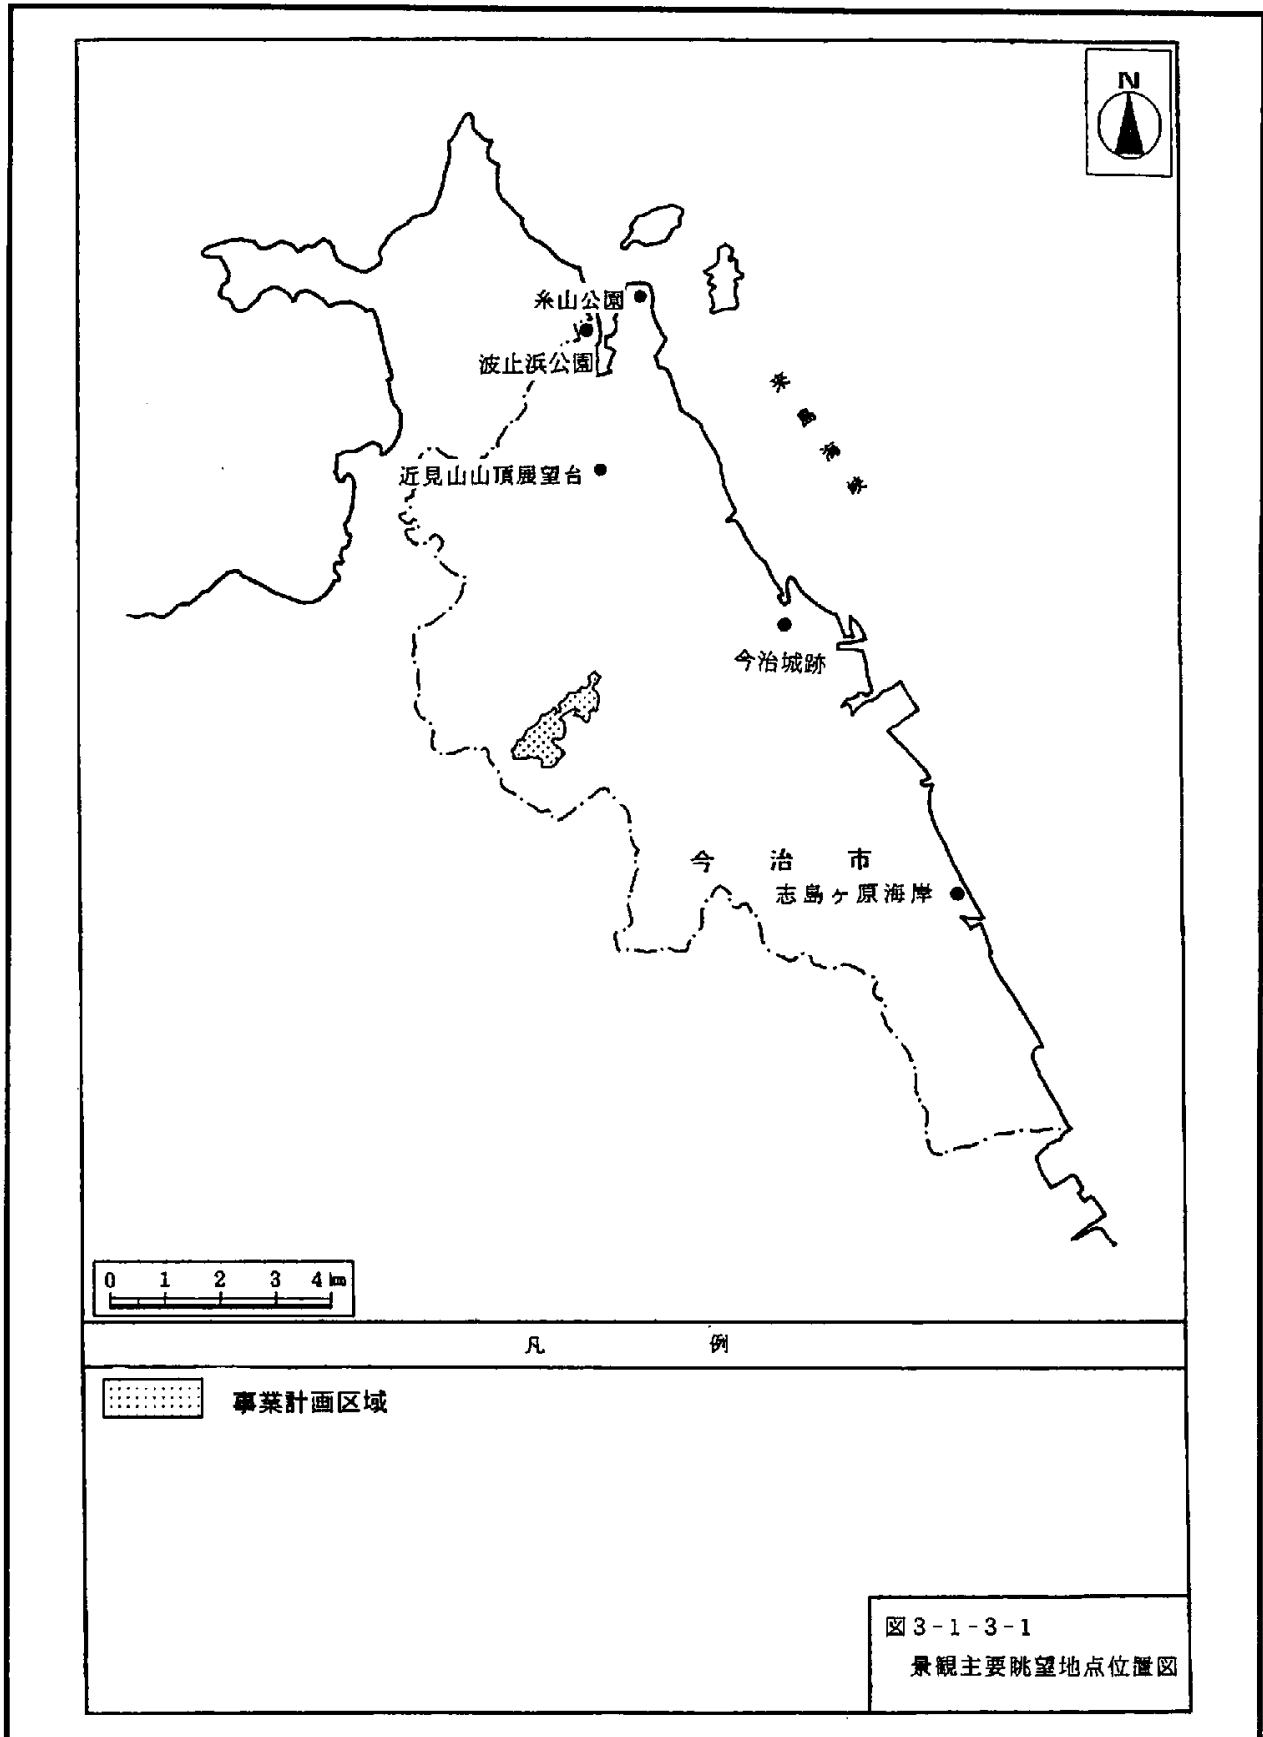 N
糸山公園
波止浜公園
来島海峡
近見山山頂展望台
今治城跡
今治市
志島ヶ原海岸
0 1 2 3 4km
凡例
事業計画区域
図3-1-3-1
景観主要眺望地点位置図